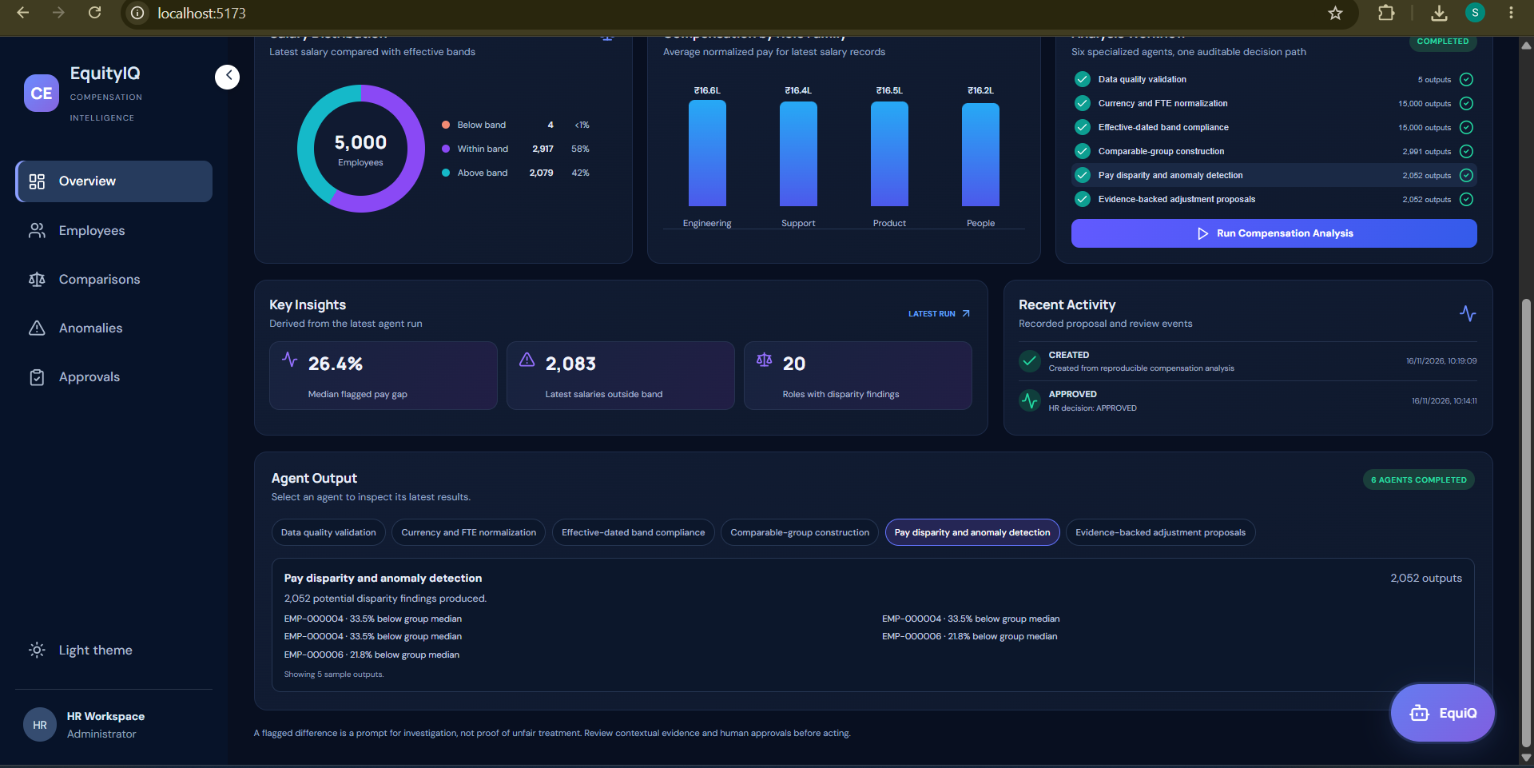 localhost:5173
S
CE
EquityIQ
COMPENSATION
INTELLIGENCE
Overview
Employees
Comparisons
Anomalies
Approvals
Light theme
HR
HR Workspace
Administrator
Salary Distribution
Latest salary compared with effective bands
5,000
Employees
Below band 4 <1%
Within band 2,917 58%
Above band 2,079 42%
Compensation by Role Family
Average normalized pay for latest salary records
₹16.6L ₹16.4L ₹16.5L ₹16.2L
Engineering Support Product People
Analysis Workflow
Six specialized agents, one auditable decision path
COMPLETED
Data quality validation 5 outputs
Currency and FTE normalization 15,000 outputs
Effective-dated band compliance 15,000 outputs
Comparable-group construction 2,991 outputs
Pay disparity and anomaly detection 2,052 outputs
Evidence-backed adjustment proposals 2,052 outputs
Run Compensation Analysis
Key Insights
Derived from the latest agent run
LATEST RUN
26.4%
Median flagged pay gap
2,083
Latest salaries outside band
20
Roles with disparity findings
Recent Activity
Recorded proposal and review events
CREATED
Created from reproducible compensation analysis
16/11/2026, 10:19:09
APPROVED
HR decision: APPROVED
16/11/2026, 10:14:11
Agent Output
Select an agent to inspect its latest results.
6 AGENTS COMPLETED
Data quality validation Currency and FTE normalization Effective-dated band compliance Comparable-group construction Pay disparity and anomaly detection Evidence-backed adjustment proposals
Pay disparity and anomaly detection 2,052 outputs
2,052 potential disparity findings produced.
EMP-000004 · 33.5% below group median EMP-000004 · 33.5% below group median
EMP-000004 · 33.5% below group median EMP-000006 · 21.8% below group median
EMP-000006 · 21.8% below group median
Showing 5 sample outputs.
EquiQ
A flagged difference is a prompt for investigation, not proof of unfair treatment. Review contextual evidence and human approvals before acting.